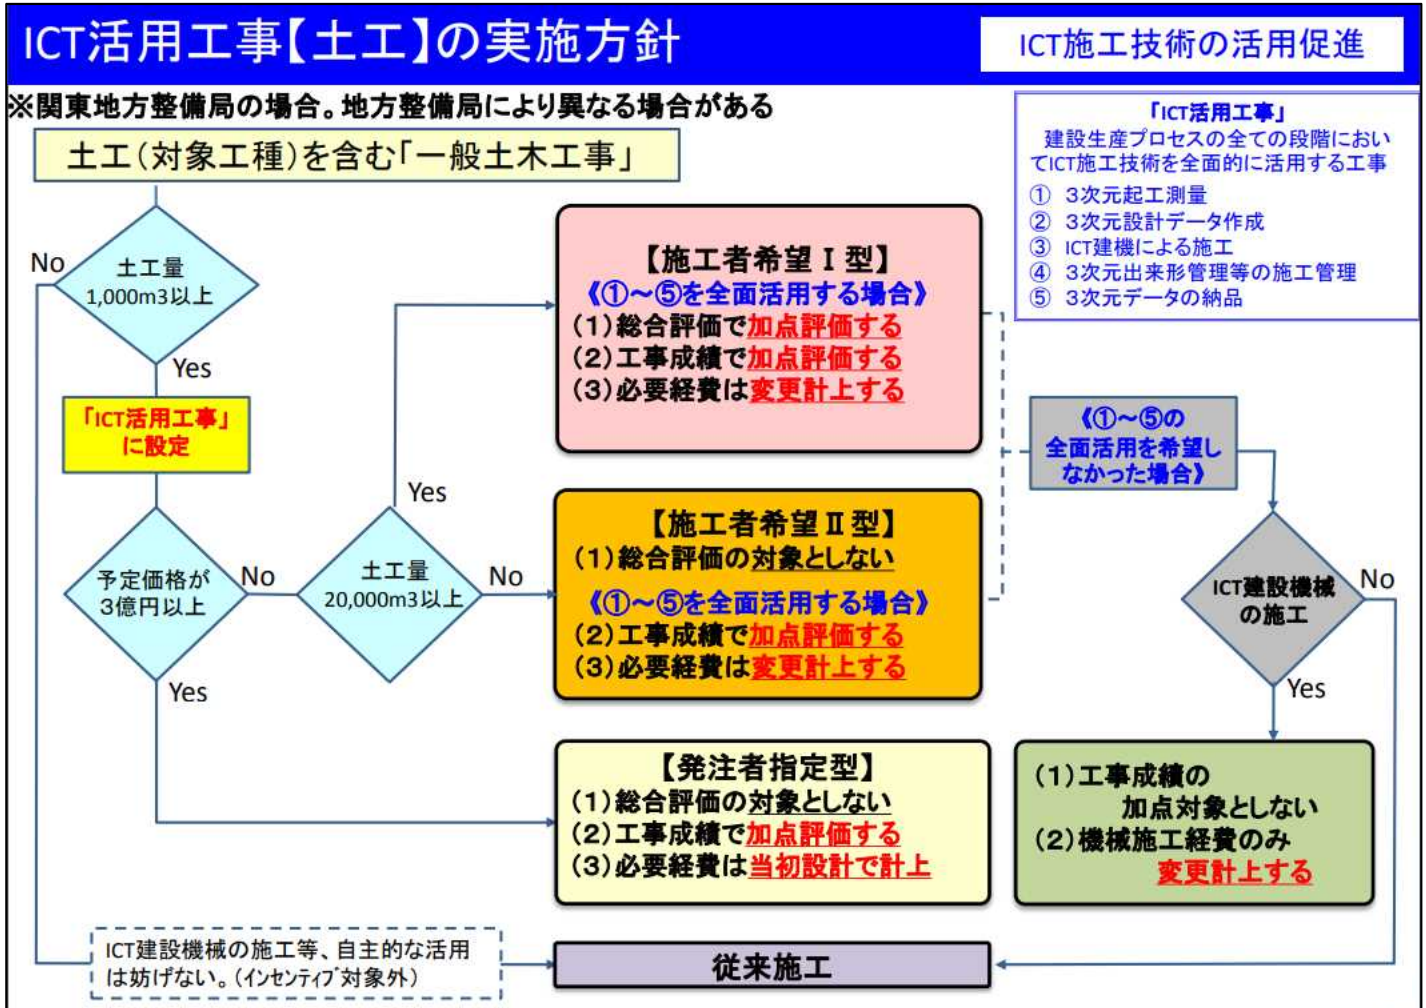 ICT活用工事【土工】の実施方針
ICT施工技術の活用促進
※関東地方整備局の場合。地方整備局により異なる場合がある
土工(対象工種)を含む「一般土木工事」
「ICT活用工事」
建設生産プロセスの全ての段階におい
てICT施工技術を全面的に活用する工事
① 3次元起工測量
② 3次元設計データ作成
③ ICT建機による施工
④ 3次元出来形管理等の施工管理
⑤ 3次元データの納品
No
土工量
1,000m3以上
Yes
「ICT活用工事」
に設定
予定価格が
3億円以上
No
Yes
土工量
20,000m3以上
Yes
No
【施工者希望Ⅰ型】
《①～⑤を全面活用する場合》
(1)総合評価で加点評価する
(2)工事成績で加点評価する
(3)必要経費は変更計上する
【施工者希望Ⅱ型】
(1)総合評価の対象としない
《①～⑤を全面活用する場合》
(2)工事成績で加点評価する
(3)必要経費は変更計上する
【発注者指定型】
(1)総合評価の対象としない
(2)工事成績で加点評価する
(3)必要経費は当初設計で計上
《①～⑤の
全面活用を希望し
なかった場合》
ICT建設機械
の施工
No
Yes
(1)工事成績の
加点対象としない
(2)機械施工経費のみ
変更計上する
ICT建設機械の施工等、自主的な活用
は妨げない。(インセンティブ対象外)
従来施工